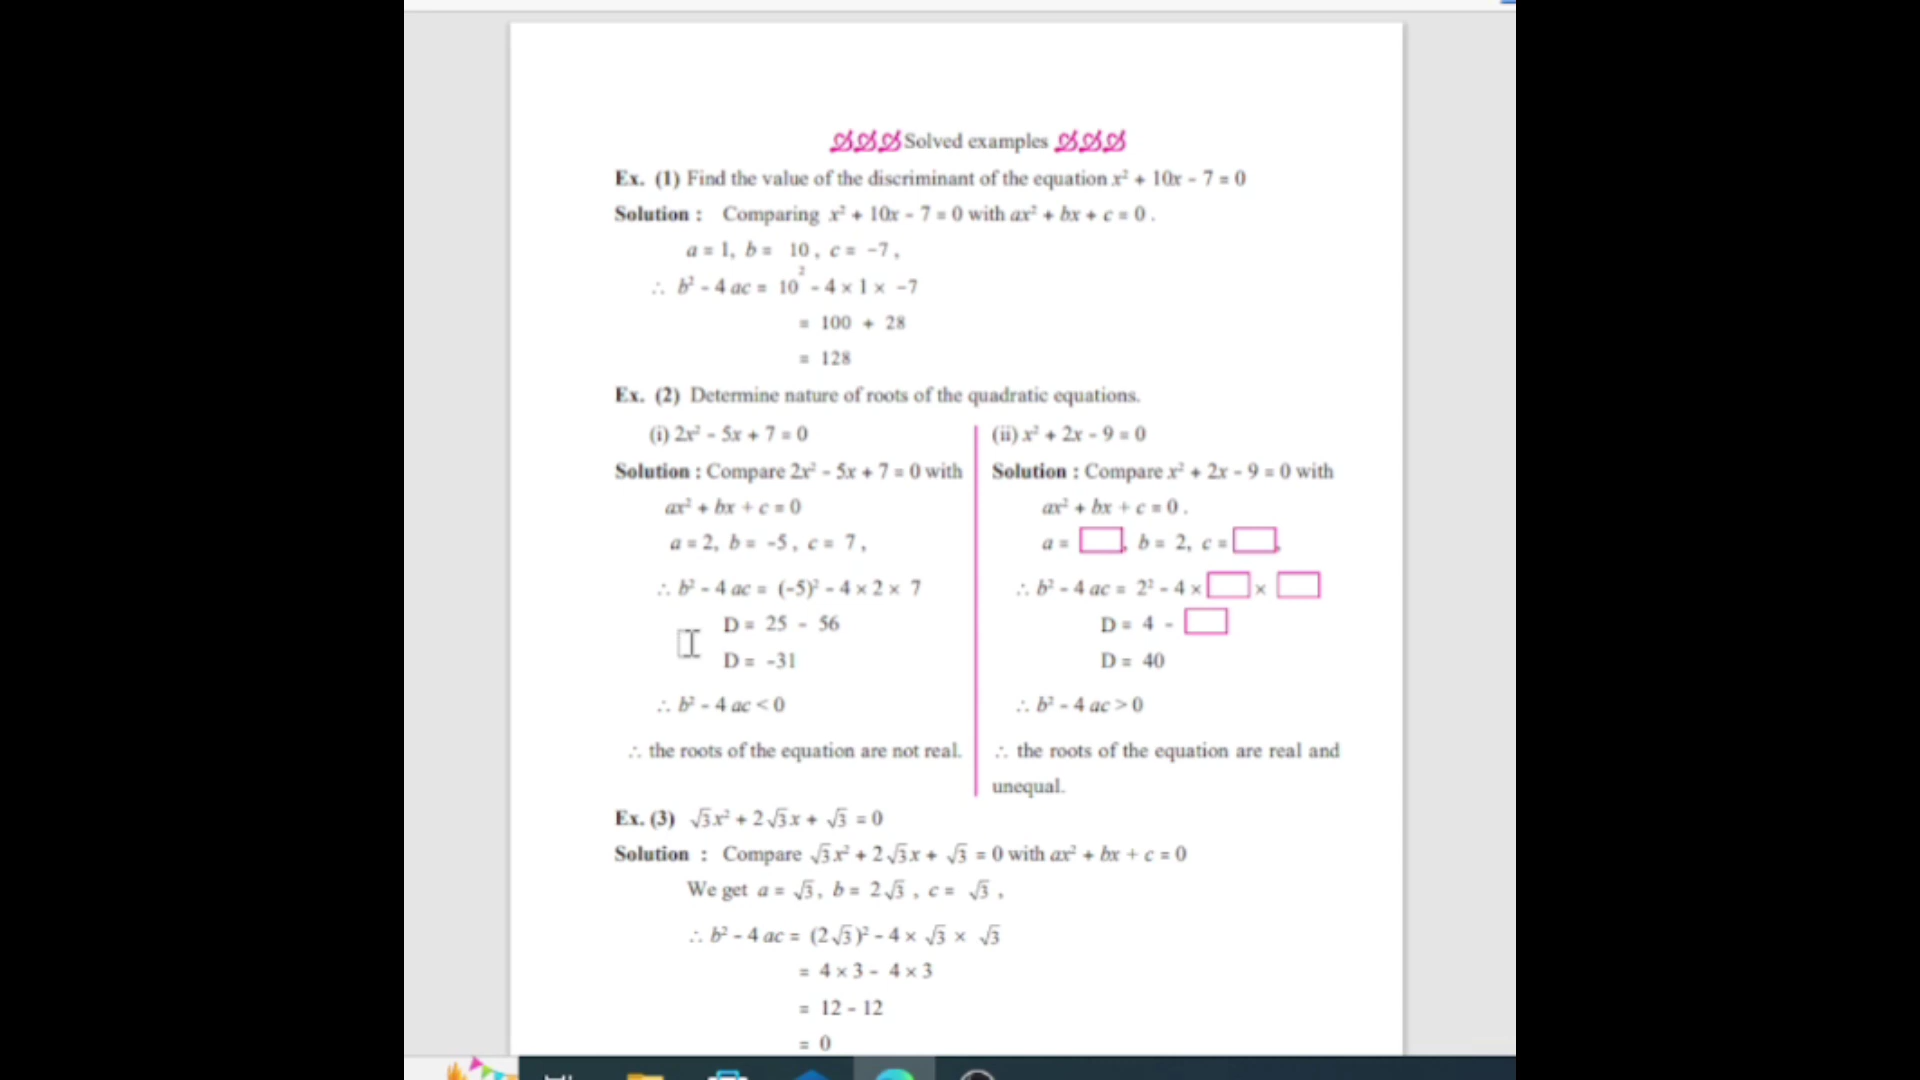 Solved examples
Ex. (1) Find the value of the discriminant of the equation x² + 10x - 7 = 0
Solution : Comparing x² + 10x - 7 = 0 with ax² + bx + c = 0 .
a = 1, b = 10 , c = -7 ,
∴ b² - 4 ac = 10² - 4 × 1 × -7
= 100 + 28
= 128
Ex. (2) Determine nature of roots of the quadratic equations.
(i) 2x² - 5x + 7 = 0
Solution : Compare 2x² - 5x + 7 = 0 with
ax² + bx + c = 0
a = 2, b = -5 , c = 7 ,
∴ b² - 4 ac = (-5)² - 4 × 2 × 7
D = 25 - 56
D = -31
∴ b² - 4 ac < 0
∴ the roots of the equation are not real.
(ii) x² + 2x - 9 = 0
Solution : Compare x² + 2x - 9 = 0 with
ax² + bx + c = 0 .
a = , b = 2, c = ,
∴ b² - 4 ac = 2² - 4 × ×
D = 4 -
D = 40
∴ b² - 4 ac > 0
∴ the roots of the equation are real and
unequal.
Ex. (3) √3x² + 2√3x + √3 = 0
Solution : Compare √3x² + 2√3x + √3 = 0 with ax² + bx + c = 0
We get a = √3, b = 2√3 , c = √3 ,
∴ b² - 4 ac = (2√3)² - 4 × √3 × √3
= 4 × 3 - 4 × 3
= 12 - 12
= 0